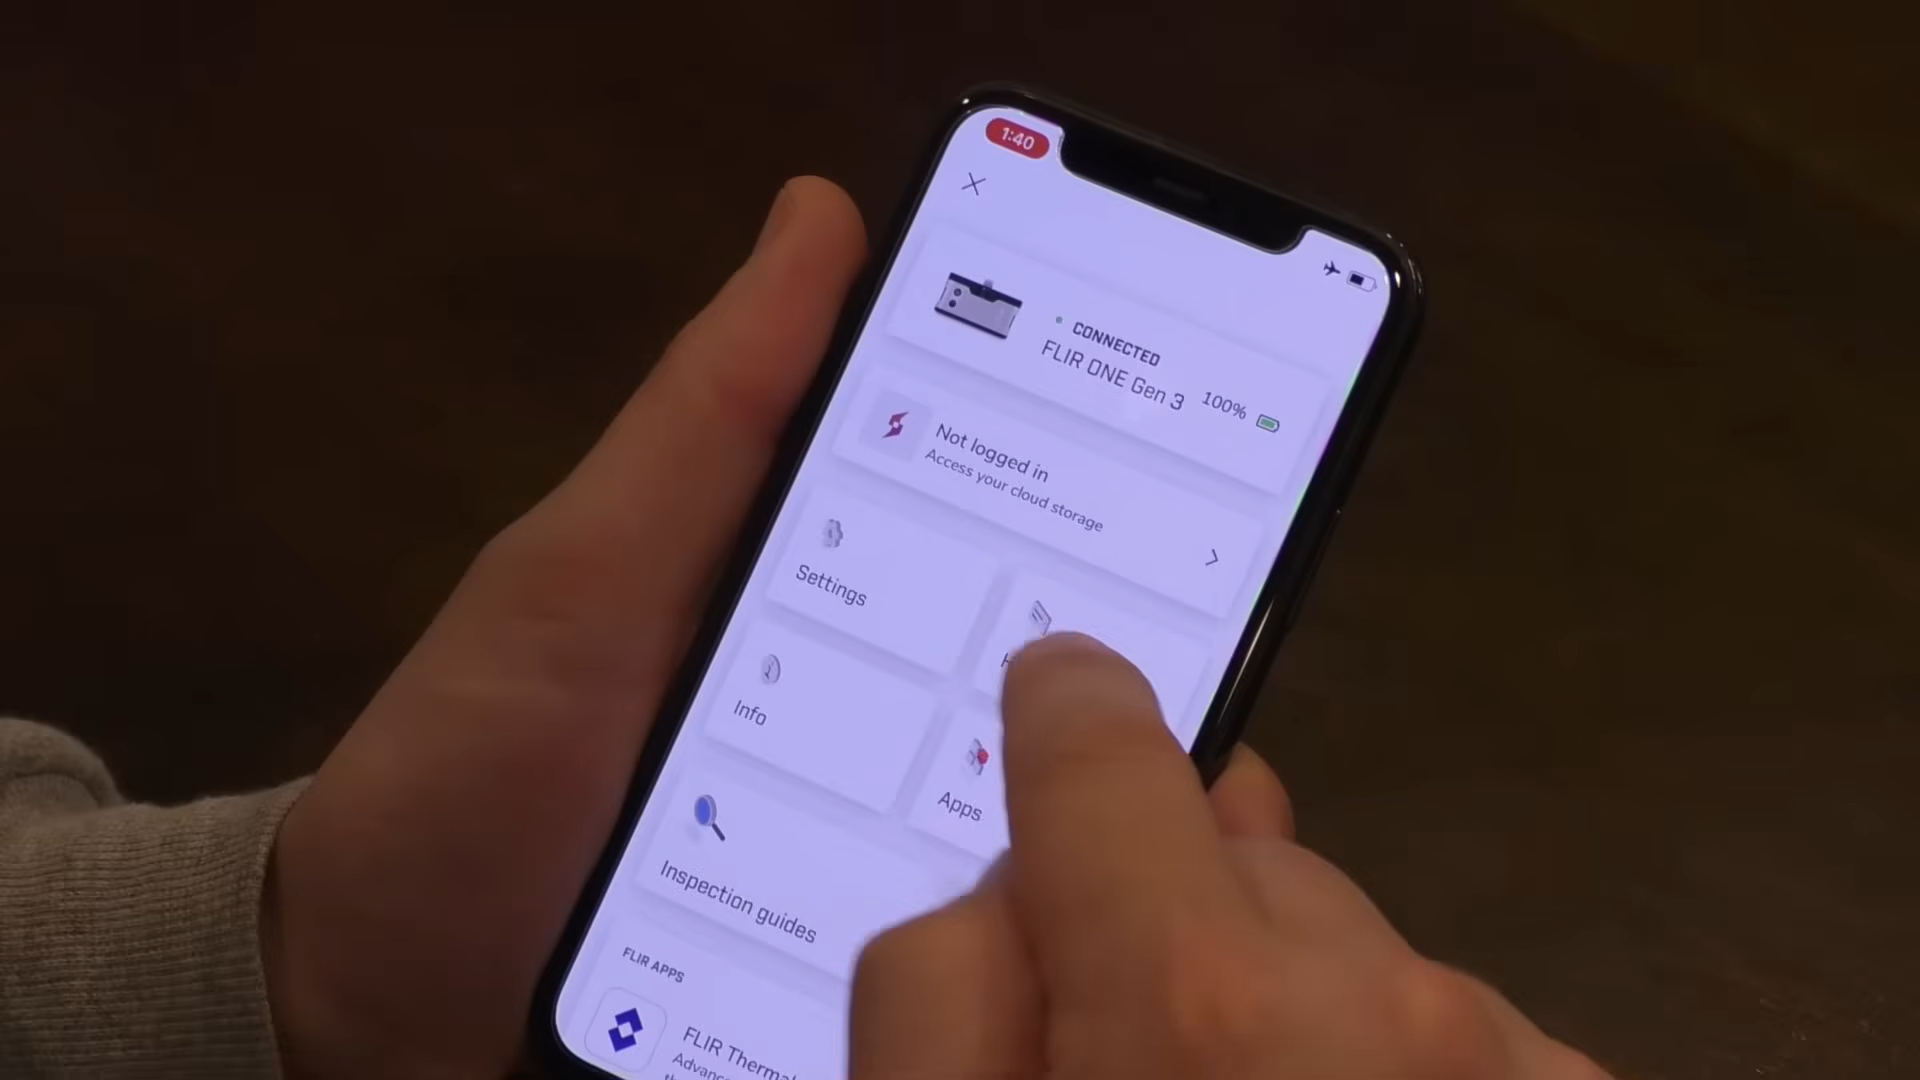 1:40
CONNECTED
FLIR ONE Gen 3
100%
Not logged in
Access your cloud storage
Settings
Info
Apps
Inspection guides
FLIR APPS
FLIR Thermal